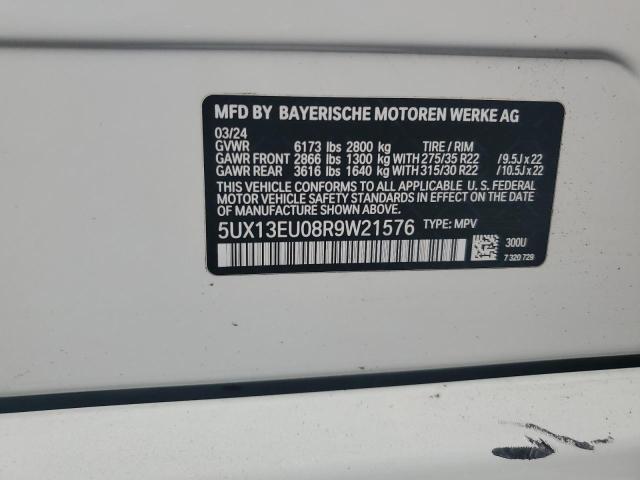 MFD BY BAYERISCHE MOTOREN WERKE AG
03/24
GVWR 6173 lbs 2800 kg TIRE / RIM
GAWR FRONT 2866 lbs 1300 kg WITH 275/35 R22 /9.5J x 22
GAWR REAR 3616 lbs 1640 kg WITH 315/30 R22 /10.5J x 22
THIS VEHICLE CONFORMS TO ALL APPLICABLE U. S. FEDERAL
MOTOR VEHICLE SAFETY STANDARDS IN EFFECT ON THE DATE
OF MANUFACTURE SHOWN ABOVE.
5UX13EU08R9W21576 TYPE: MPV
300U
7 320 729